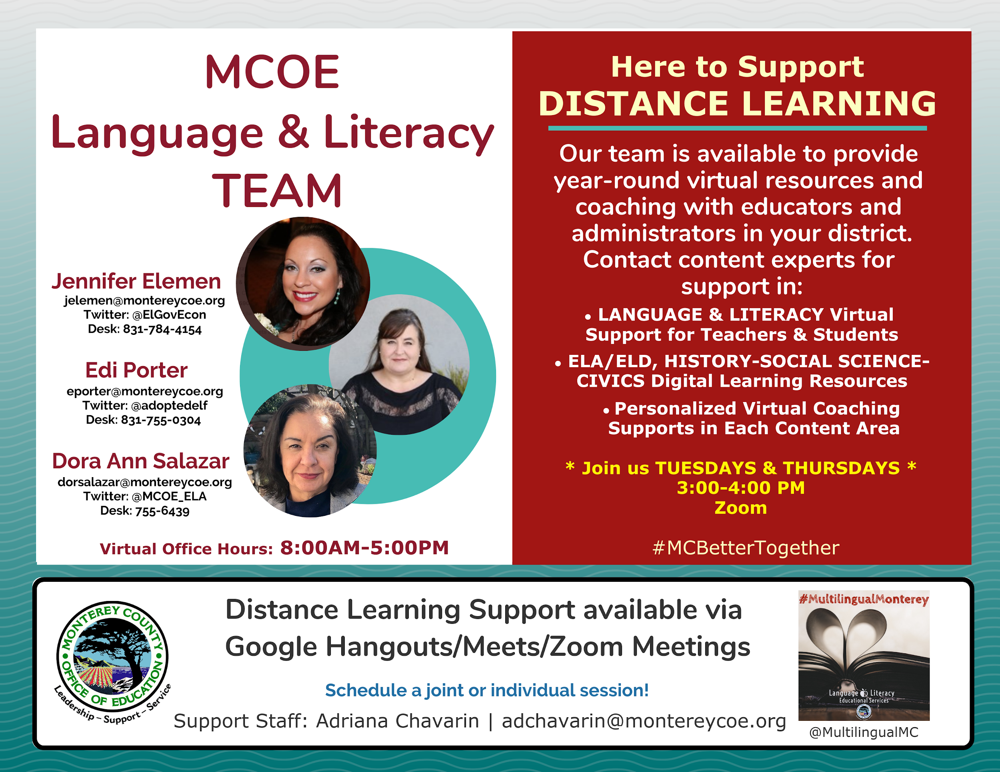 MCOE
Language & Literacy
TEAM
Jennifer Elemen
jelemen@montereycoe.org
Twitter: @ElGovEcon
Desk: 831-784-4154
Edi Porter
eporter@montereycoe.org
Twitter: @adoptedelf
Desk: 831-755-0304
Dora Ann Salazar
dorsalazar@montereycoe.org
Twitter: @MCOE_ELA
Desk: 755-6439
Virtual Office Hours: 8:00AM-5:00PM
Here to Support
DISTANCE LEARNING
Our team is available to provide
year-round virtual resources and
coaching with educators and
administrators in your district.
Contact content experts for
support in:
• LANGUAGE & LITERACY Virtual
Support for Teachers & Students
• ELA/ELD, HISTORY-SOCIAL SCIENCE-
CIVICS Digital Learning Resources
• Personalized Virtual Coaching
Supports in Each Content Area
* Join us TUESDAYS & THURSDAYS *
3:00-4:00 PM
Zoom
#MCBetterTogether
MONTEREY COUNTY
OFFICE OF EDUCATION
Leadership – Support – Service
Distance Learning Support available via
Google Hangouts/Meets/Zoom Meetings
Schedule a joint or individual session!
Support Staff: Adriana Chavarin | adchavarin@montereycoe.org
#MultilingualMonterey
Language Literacy
Educational Services
@MultilingualMC